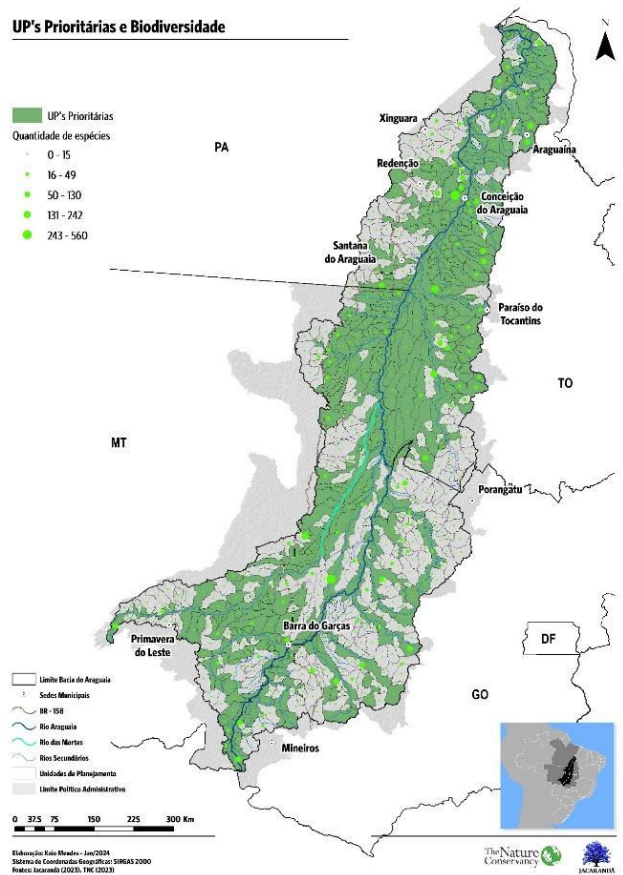 UP's Prioritárias e Biodiversidade
UP's Prioritárias
Quantidade de espécies
0 - 15
16 - 49
50 - 130
131 - 242
243 - 560
PA
Xinguara
Redenção
Araguaína
Conceição
do Araguaia
Santana
do Araguaia
Paraíso do
Tocantins
TO
MT
Porangatu
Barra do Garças
Primavera
do Leste
DF
GO
Mineiros
Limite Bacia do Araguaia
Sedes Municipais
BR - 158
Rio Araguaia
Rio das Mortes
Rios Secundários
Unidades de Planejamento
Limite Político Administrativo
0 37.5 75 150 225 300 Km
Elaboração: Kaio Mendes - Jan/2024
Sistema de Coordenadas Geográficas: SIRGAS 2000
Fontes: Jacarandá (2023), TNC (2023)
The Nature
Conservancy
JACARANDÁ